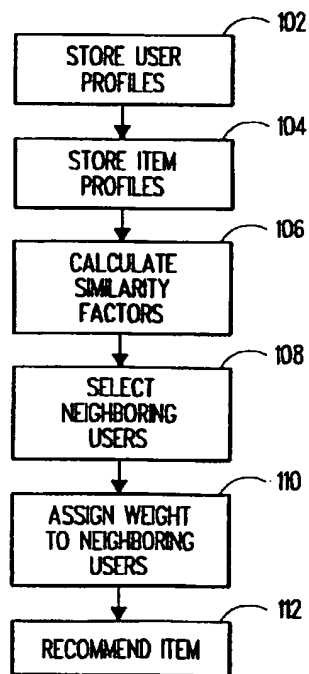 102
STORE USER
PROFILES
104
STORE ITEM
PROFILES
106
CALCULATE
SIMILARITY
FACTORS
108
SELECT
NEIGHBORING
USERS
110
ASSIGN WEIGHT
TO NEIGHBORING
USERS
112
RECOMMEND ITEM